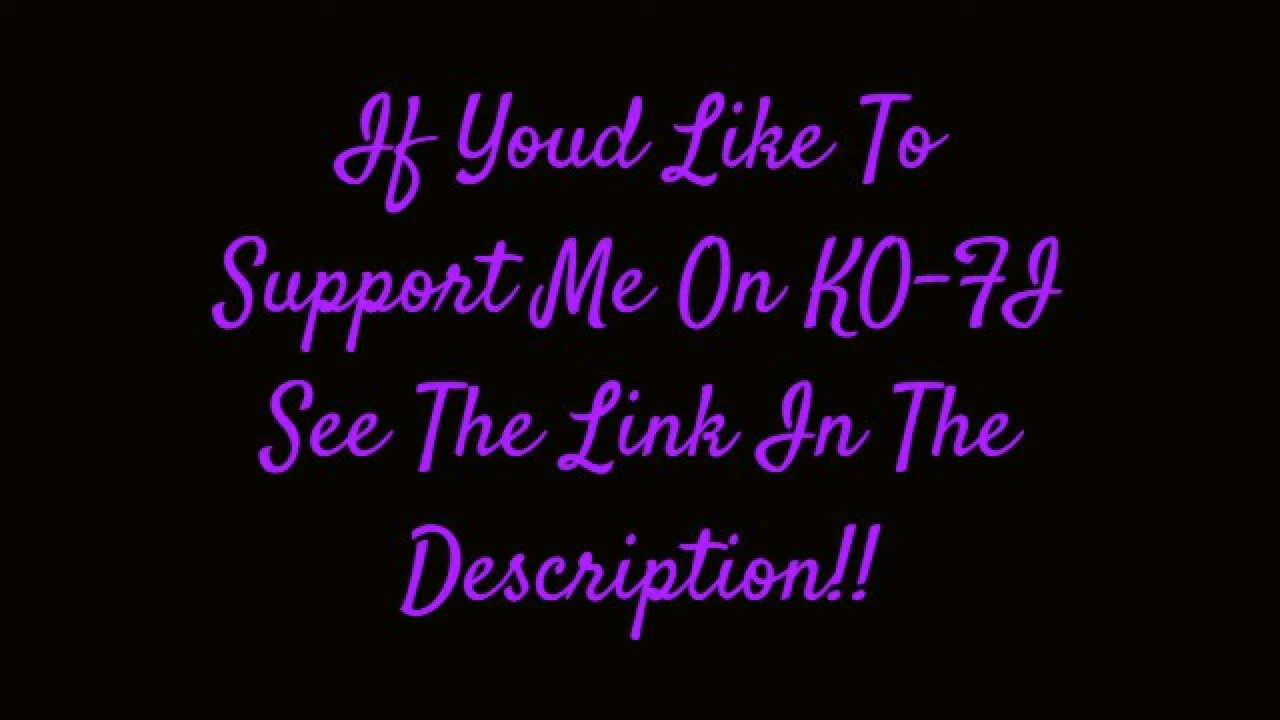 If Youd Like To
Support Me On KO-FI
See The Link In The
Description!!